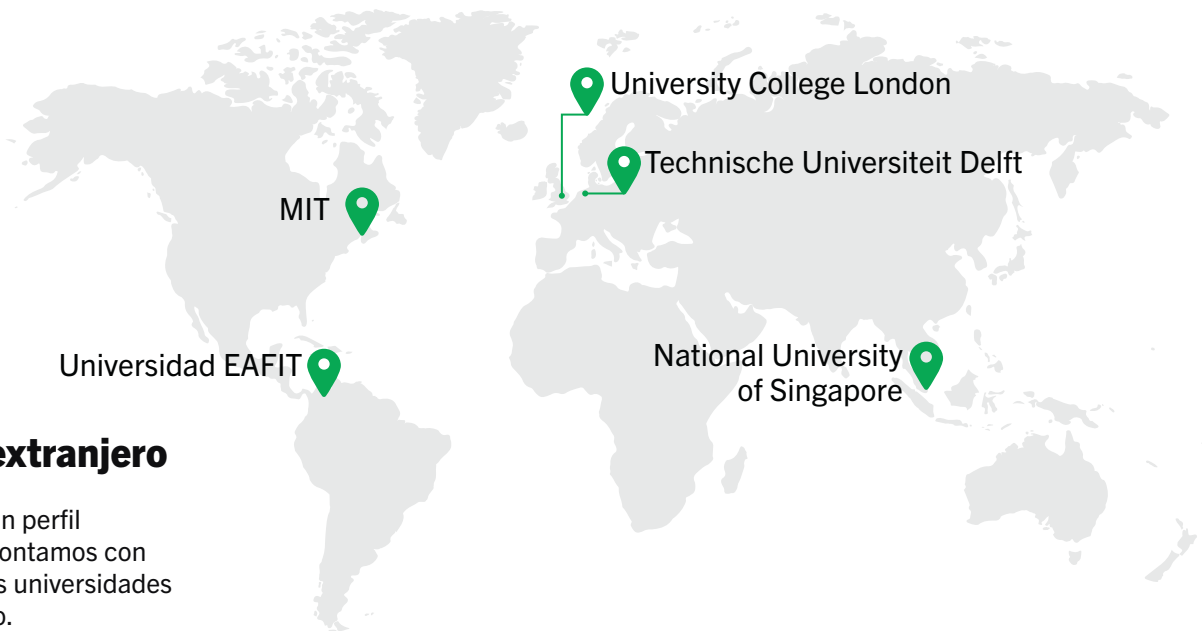 University College London
Technische Universiteit Delft
MIT
Universidad EAFIT
National University
of Singapore
extranjero
n perfil
ontamos con
s universidades
o.